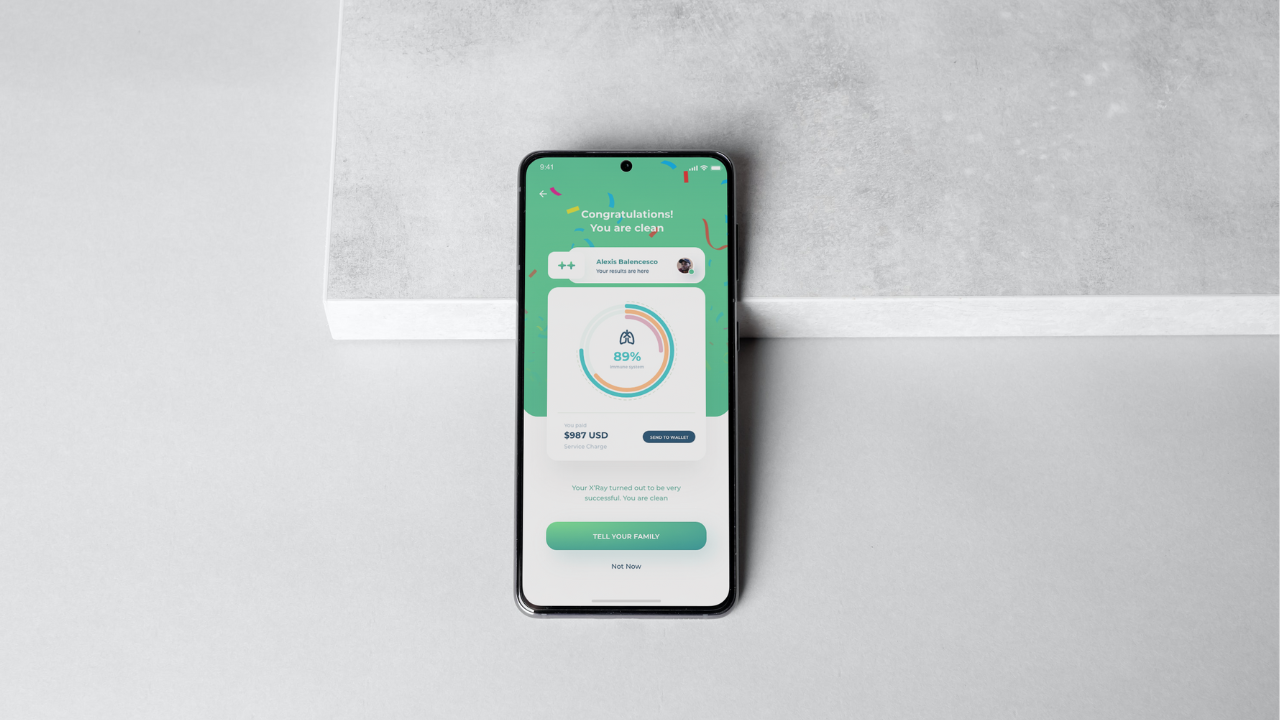 9:41
Congratulations!
You are clean
Alexis Balencesco
Your results are here
89%
immune system
You paid
$987 USD
SEND TO WALLET
Service Charge
Your X'Ray turned out to be very
successful. You are clean
TELL YOUR FAMILY
Not Now